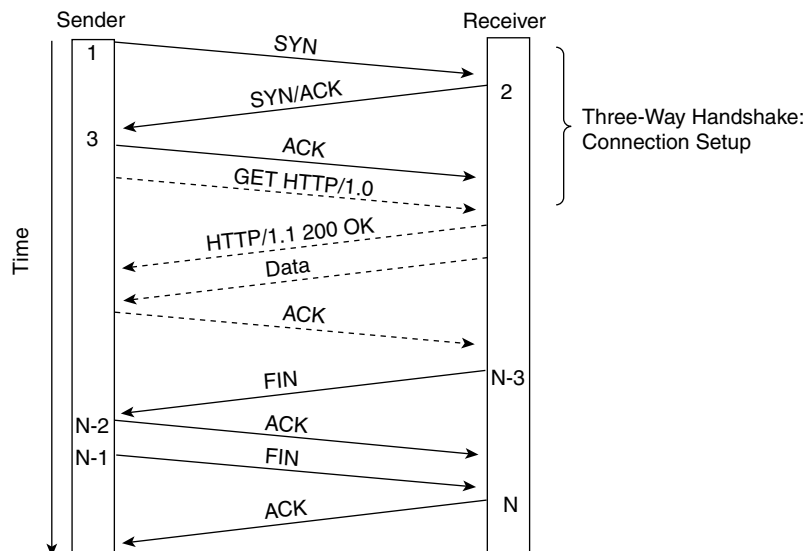 Sender
Receiver
1
SYN
2
SYN/ACK
Three-Way Handshake:
Connection Setup
3
ACK
GET HTTP/1.0
HTTP/1.1 200 OK
Time
Data
ACK
FIN
N-3
N-2
ACK
N-1
FIN
N
ACK